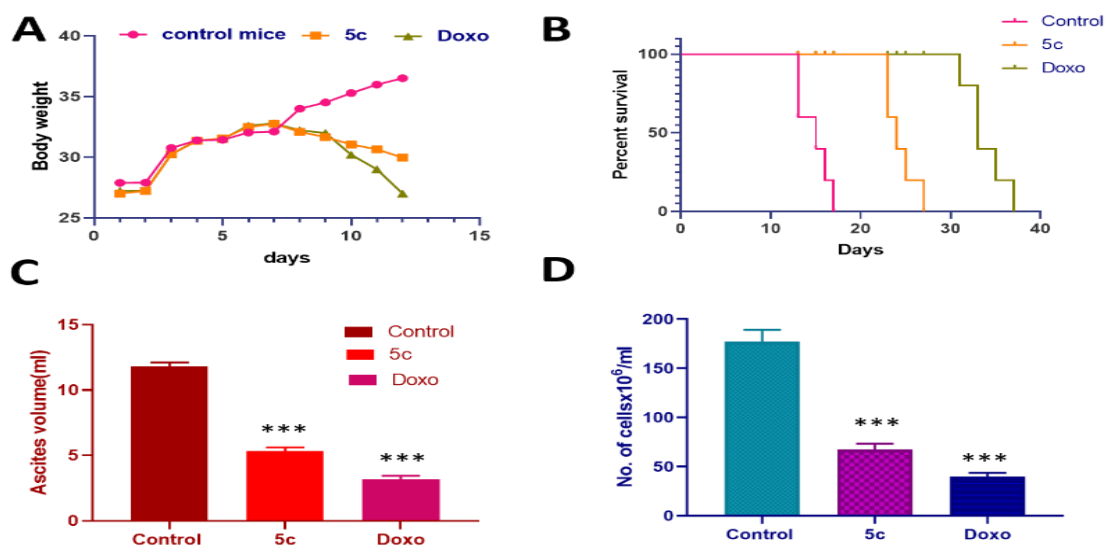 A
control mice 5c Doxo
40
35
30
25
Body weight
0 5 10 15
days
B
Control
5c
Doxo
100
50
0
Percent survival
0 10 20 30 40
Days
C
15
10
5
0
Ascites volume(ml)
Control
5c
Doxo
***
***
Control 5c Doxo
D
200
150
100
50
0
No. of cellsx10⁶/ml
***
***
Control 5c Doxo